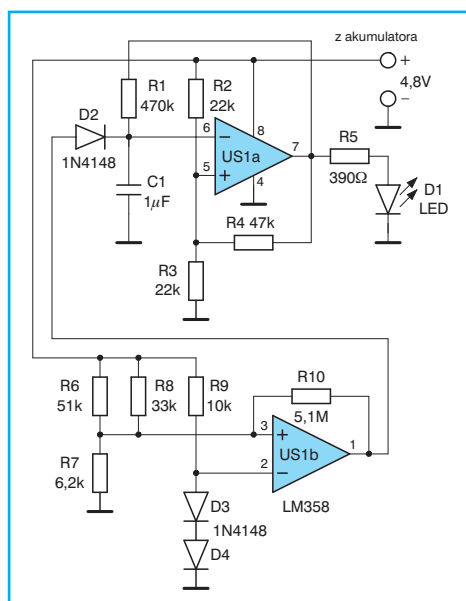 z akumulatora
+
4,8V
−
R1
470k
R2
22k
D2
1N4148
6
−
8
7
US1a
5
+
4
R5
390Ω
C1
1μF
D1
LED
R4 47k
R3
22k
R6
51k
R8
33k
R9
10k
R10
5,1M
3
+
1
US1b
2
−
R7
6,2k
LM358
D3
1N4148
D4